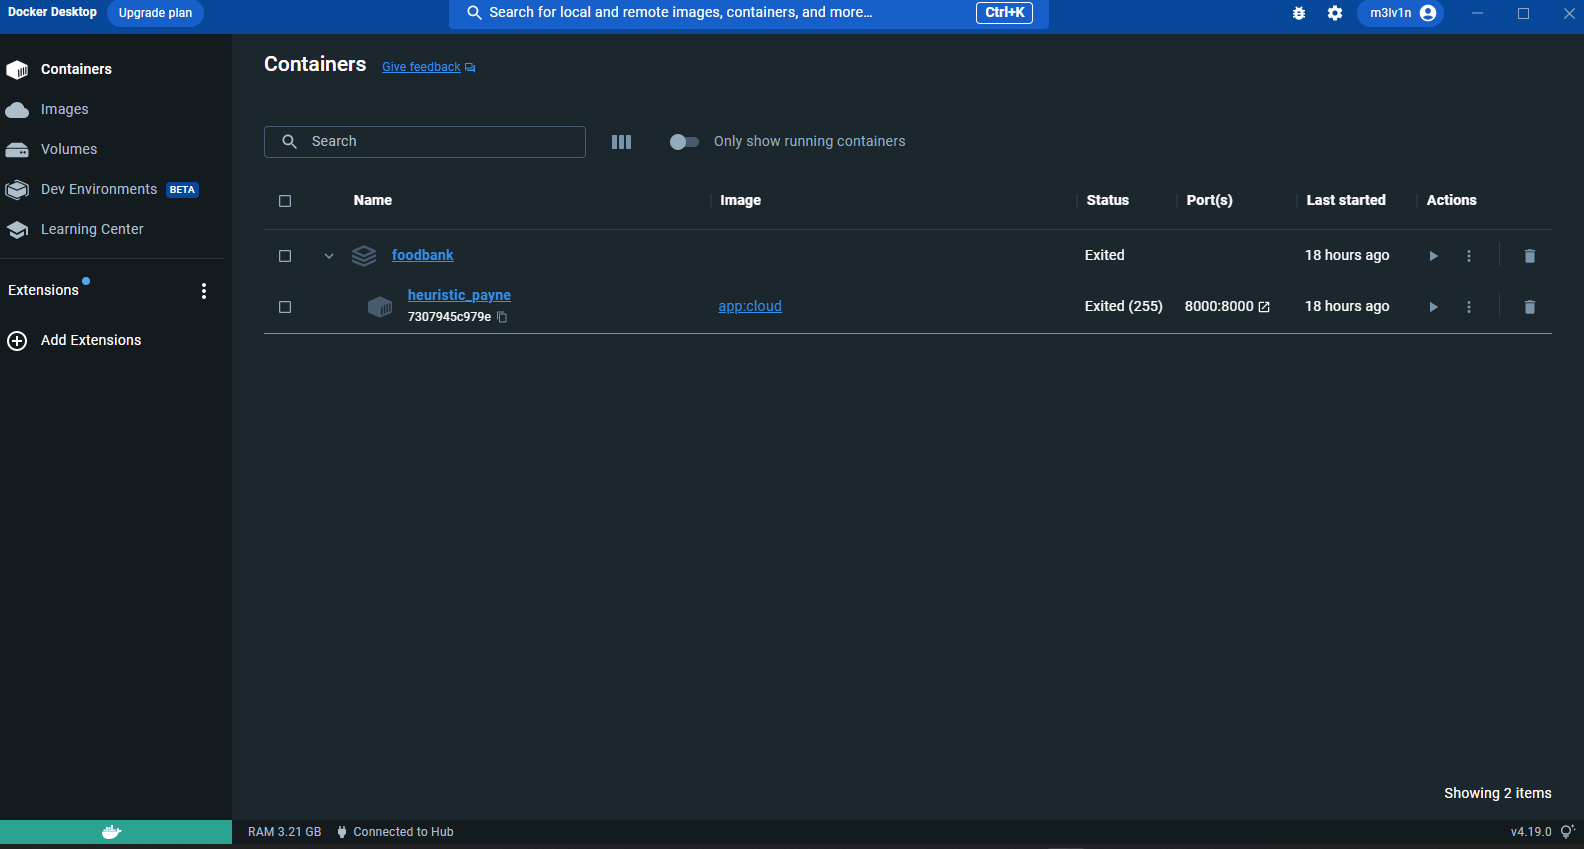 Docker Desktop Upgrade plan Search for local and remote images, containers, and more... Ctrl+K m3lv1n
Containers
Images
Volumes
Dev Environments BETA
Learning Center
Extensions
Add Extensions
Containers Give feedback
Search Only show running containers
Name Image Status Port(s) Last started Actions
foodbank Exited 18 hours ago
heuristic_payne
7307945c979e
app:cloud Exited (255) 8000:8000 18 hours ago
Showing 2 items
RAM 3.21 GB Connected to Hub v4.19.0